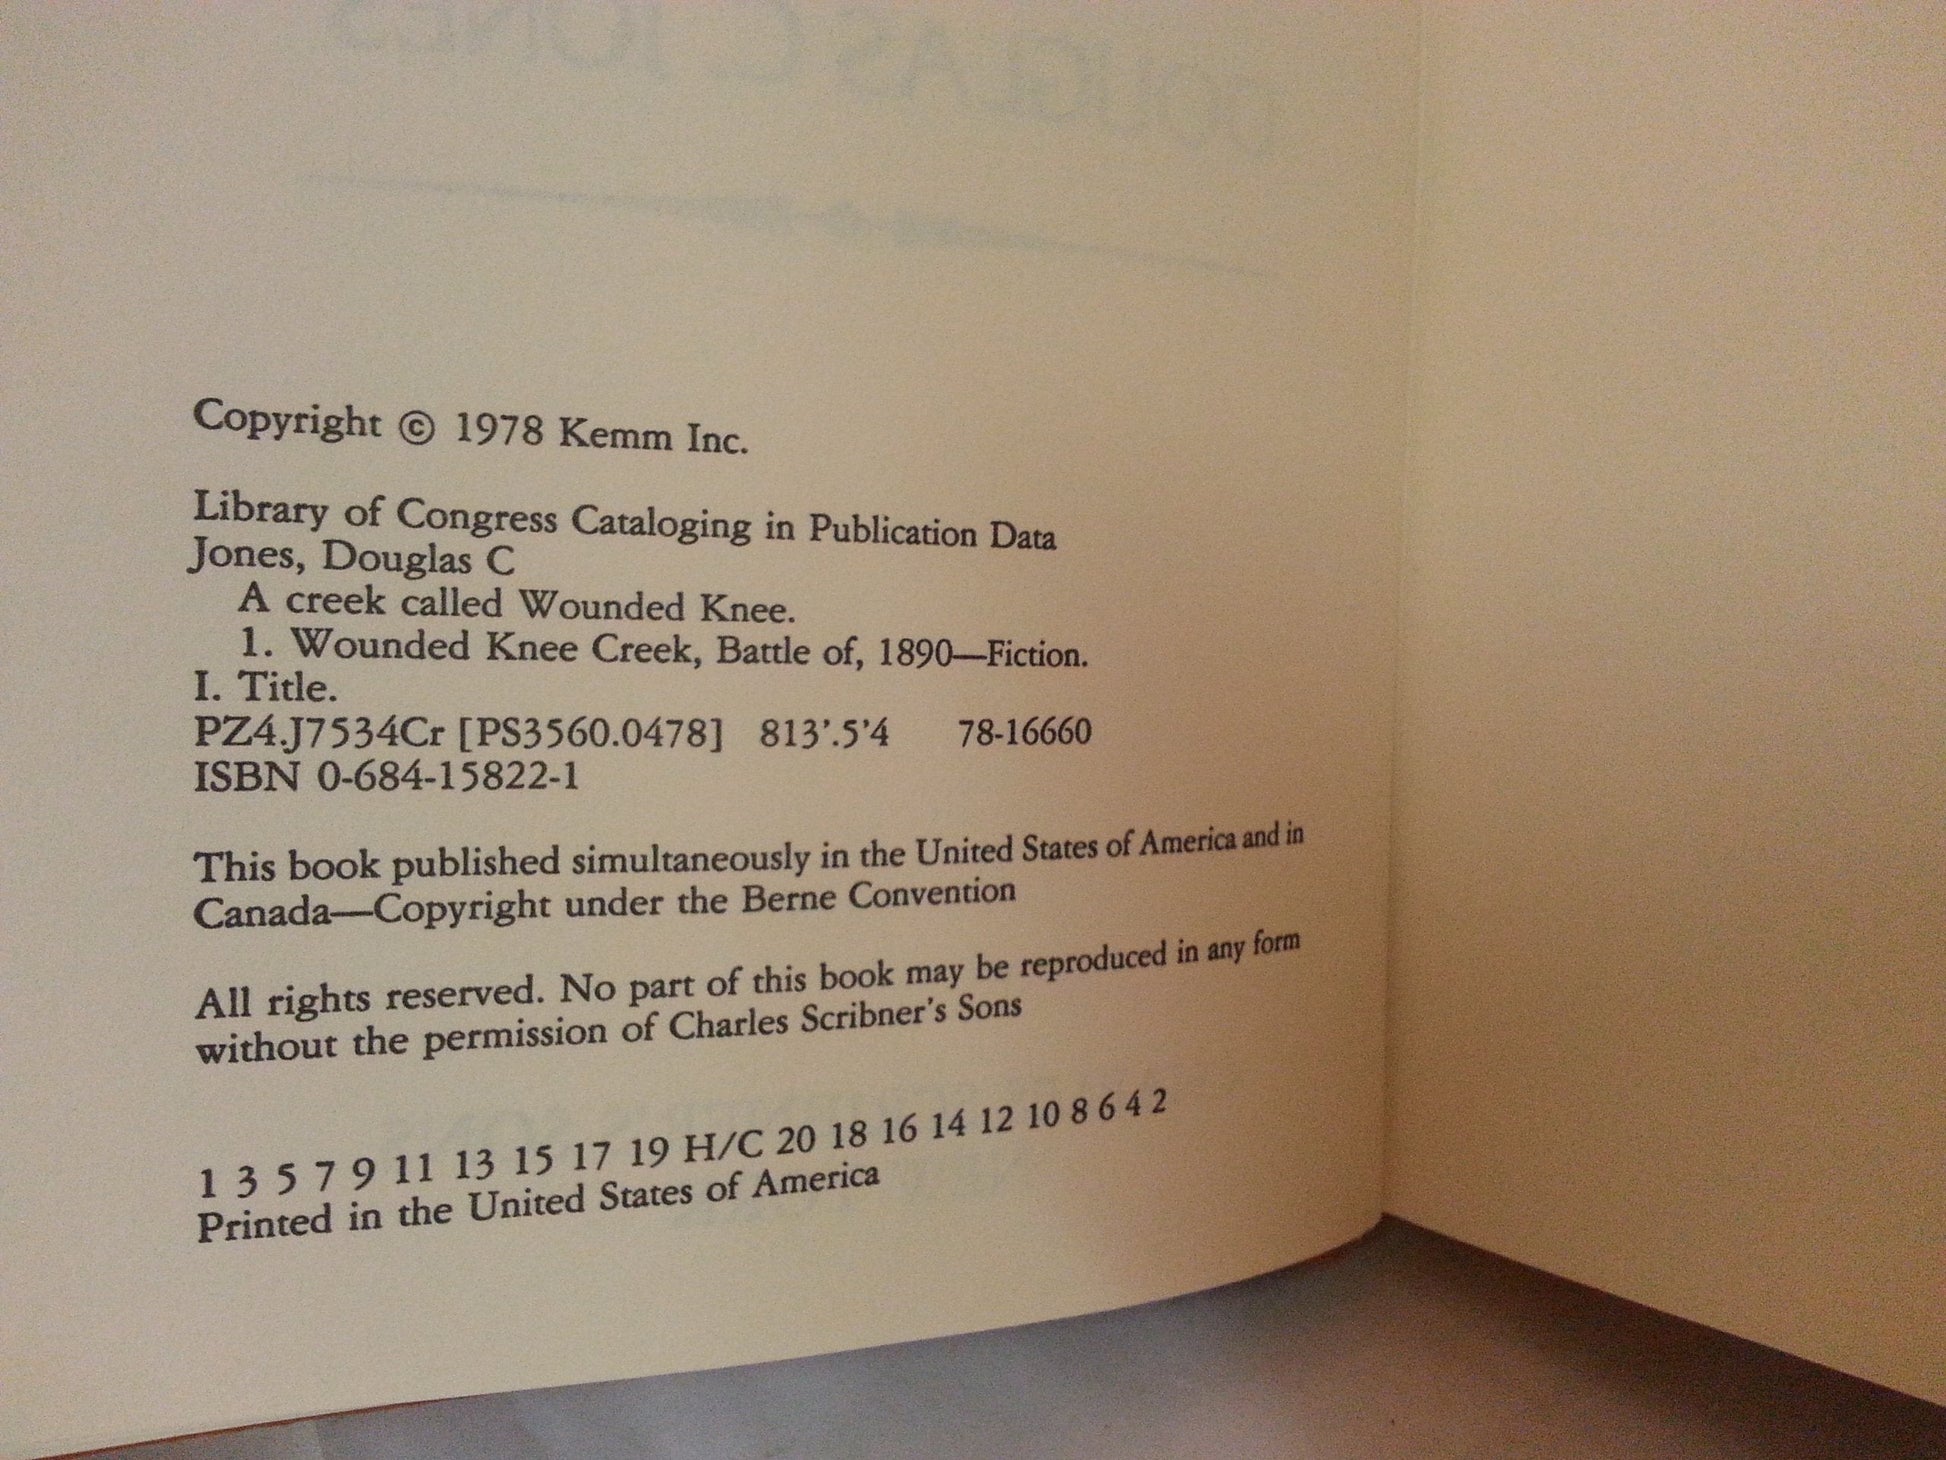 Copyright © 1978 Kemm Inc.
Library of Congress Cataloging in Publication Data
Jones, Douglas C
A creek called Wounded Knee.
1. Wounded Knee Creek, Battle of, 1890—Fiction.
I. Title.
PZ4.J7534Cr [PS3560.0478] 813'.5'4 78-16660
ISBN 0-684-15822-1
This book published simultaneously in the United States of America and in
Canada—Copyright under the Berne Convention
All rights reserved. No part of this book may be reproduced in any form
without the permission of Charles Scribner's Sons
1 3 5 7 9 11 13 15 17 19 H/C 20 18 16 14 12 10 8 6 4 2
Printed in the United States of America